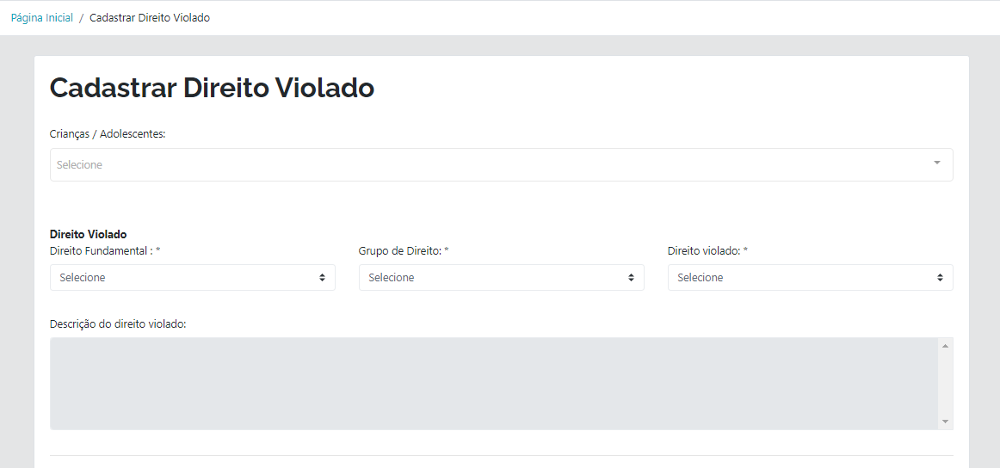 Página Inicial / Cadastrar Direito Violado
Cadastrar Direito Violado
Crianças / Adolescentes:
Selecione
Direito Violado
Direito Fundamental : * Grupo de Direito: * Direito violado: *
Selecione Selecione Selecione
Descrição do direito violado: